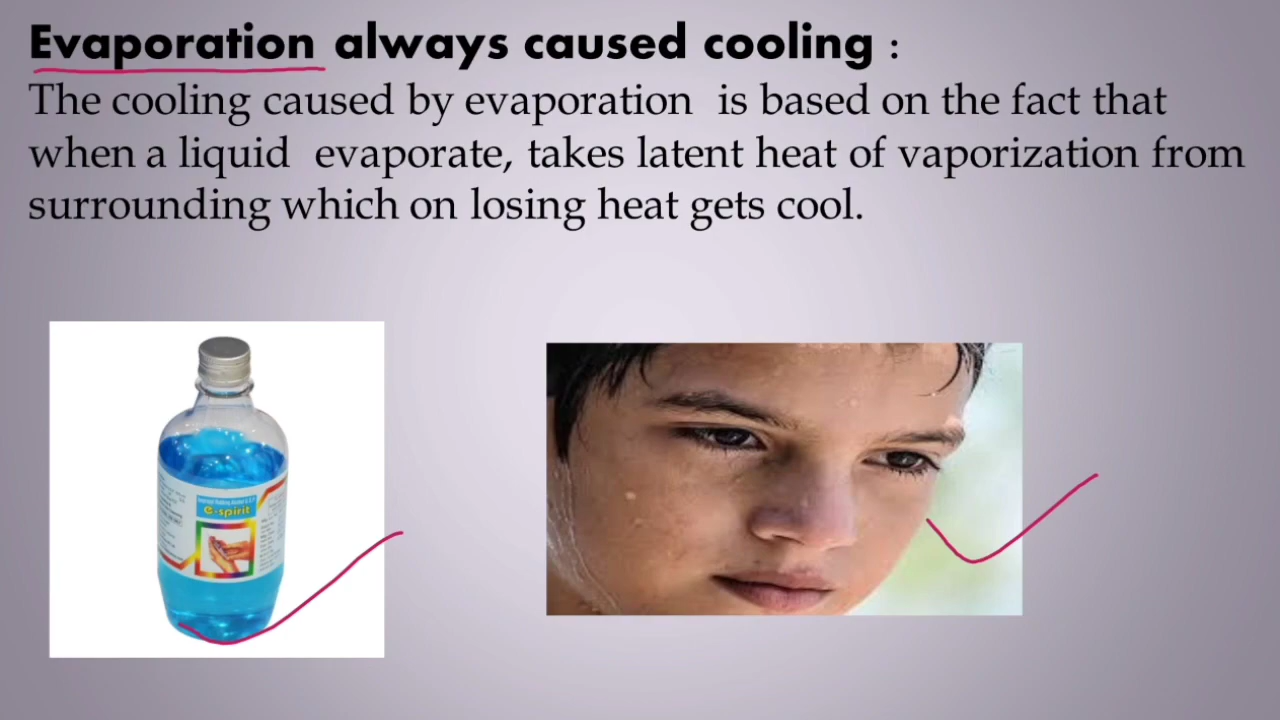 Evaporation always caused cooling :
The cooling caused by evaporation is based on the fact that
when a liquid evaporate, takes latent heat of vaporization from
surrounding which on losing heat gets cool.
e-spirit